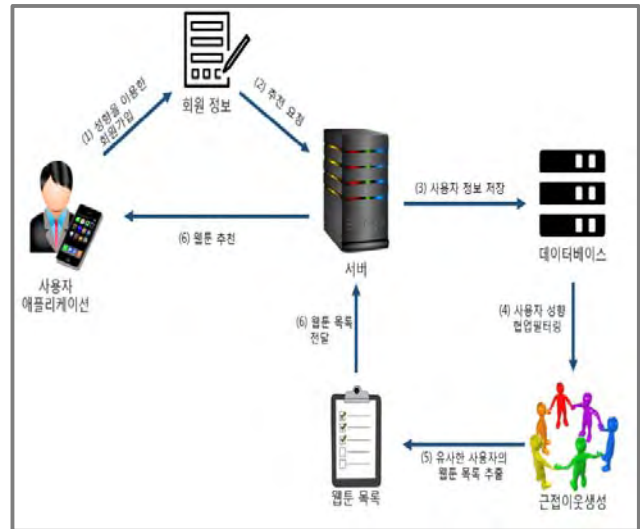 회원 정보
(1) 성향을 이용한
회원가입
(2) 추천 요청
(3) 사용자 정보 저장
서버
데이터베이스
(6) 웹툰 추천
사용자
애플리케이션
(4) 사용자 성향
협업필터링
(6) 웹툰 목록
전달
(5) 유사한 사용자의
웹툰 목록 추출
웹툰 목록
근접이웃생성